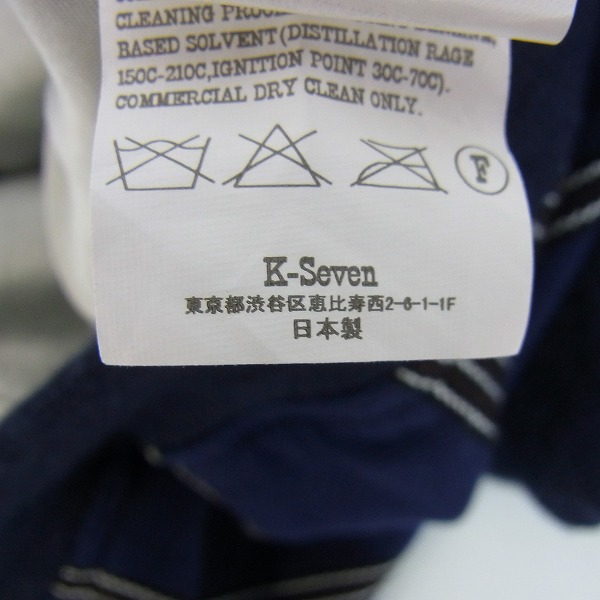 CLEANING
BASED SOLVENT(DISTILLATION RAGE
150C-210C,IGNITION POINT 30C-70C).
COMMERCIAL DRY CLEAN ONLY.
F
K-Seven
東京都渋谷区恵比寿西2-6-1-1F
日本製